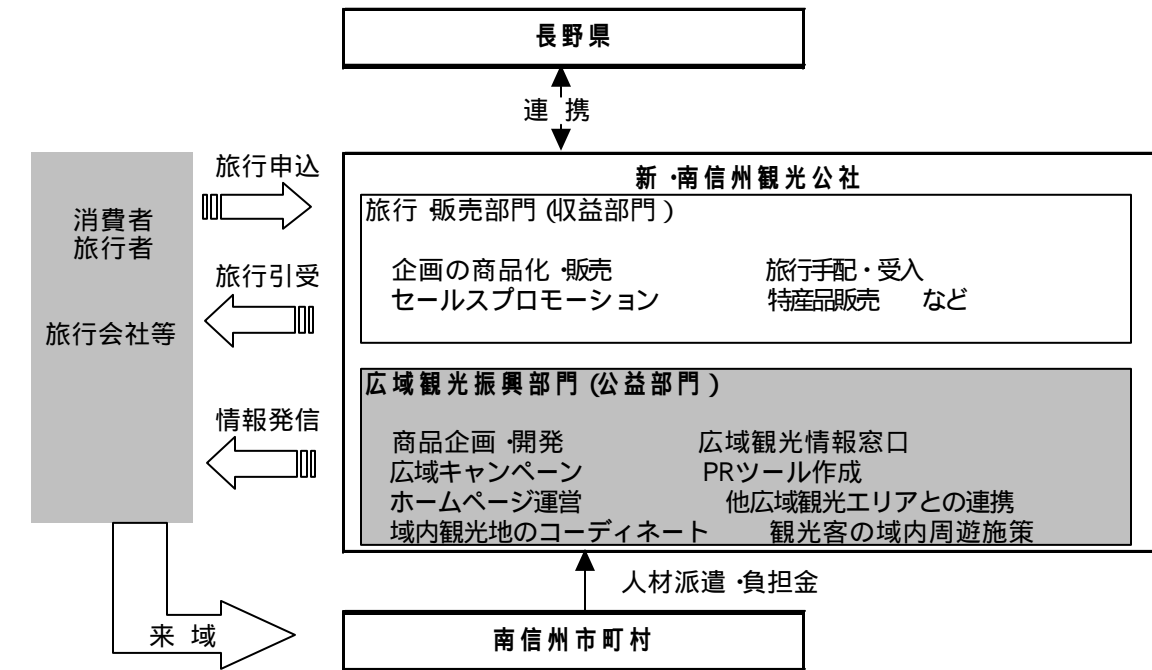 長野県
連 携
旅行申込
新・南信州観光公社
旅行・販売部門(収益部門)
消費者
旅行者
企画の商品化・販売 旅行手配・受入
旅行引受
セールスプロモーション 特産品販売 など
旅行会社等
広域観光振興部門(公益部門)
情報発信
商品企画・開発 広域観光情報窓口
広域キャンペーン PRツール作成
ホームページ運営 他広域観光エリアとの連携
域内観光地のコーディネート 観光客の域内周遊施策
人材派遣・負担金
来 域
南信州市町村